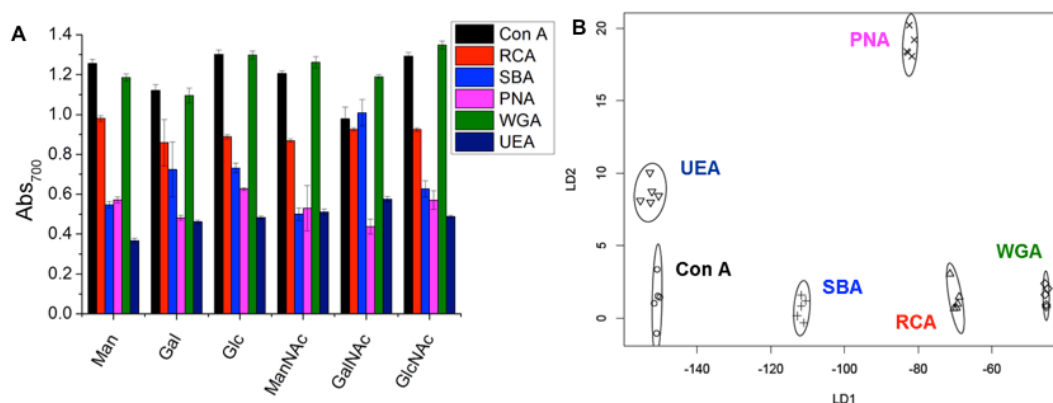 A
Abs700
1.4
1.2
1.0
0.8
0.6
0.4
0.2
0.0
Man
Gal
Glc
ManNAc
GalNAc
GlcNAc
Con A
RCA
SBA
PNA
WGA
UEA
B
LD2
20
15
10
5
0
PNA
UEA
Con A
SBA
RCA
WGA
-140
-120
-100
-80
-60
LD1